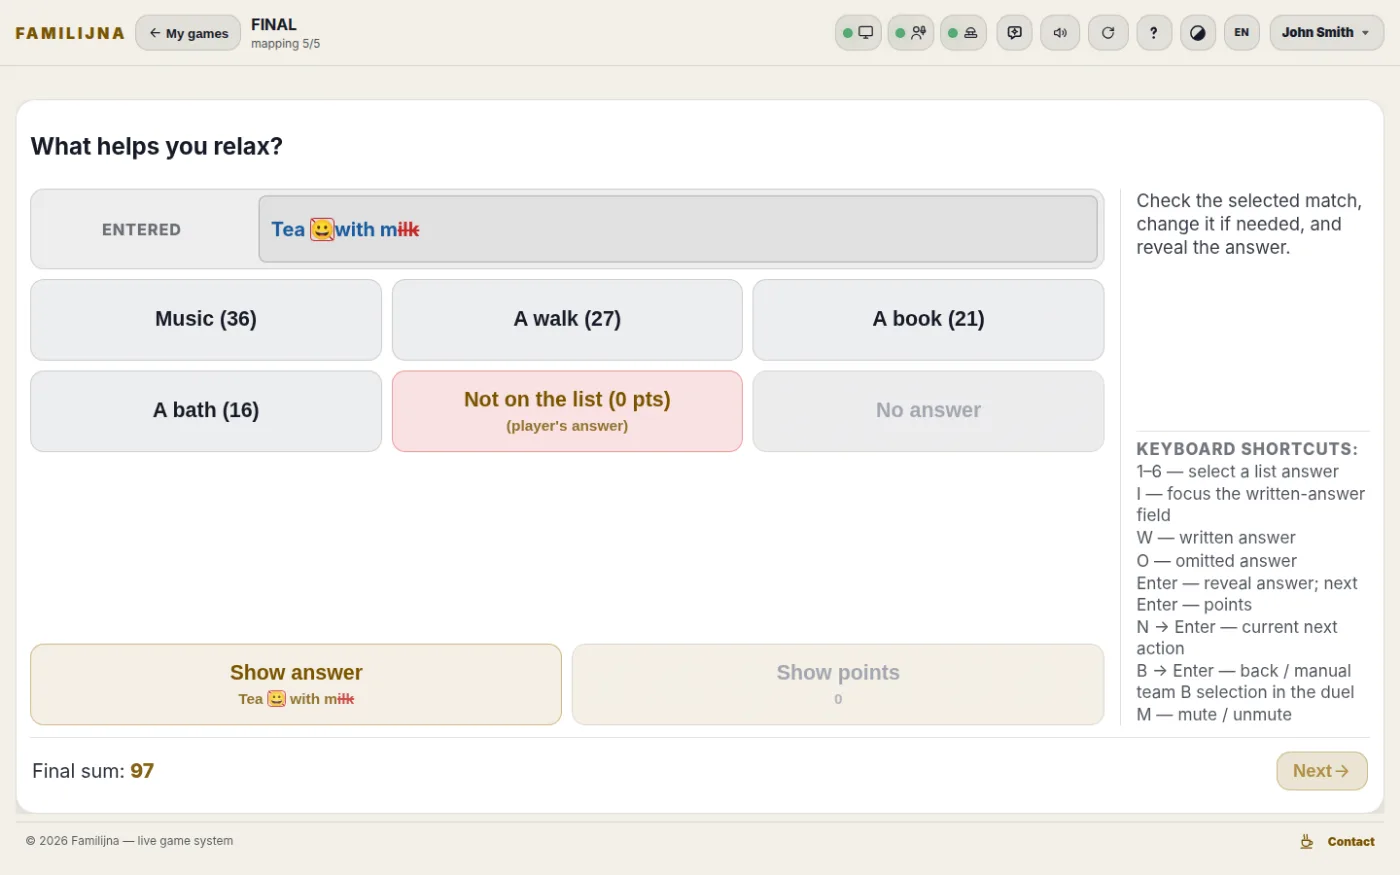 FAMILIJNA
← My games
FINAL
mapping 5/5
?
EN
John Smith
What helps you relax?
ENTERED
Tea 😀 with milk
Music (36)
A walk (27)
A book (21)
A bath (16)
Not on the list (0 pts)
(player's answer)
No answer
Show answer
Tea 😀 with milk
Show points
0
Check the selected match,
change it if needed, and
reveal the answer.
KEYBOARD SHORTCUTS:
1–6 — select a list answer
I — focus the written-answer
field
W — written answer
O — omitted answer
Enter — reveal answer; next
Enter — points
N → Enter — current next
action
B → Enter — back / manual
team B selection in the duel
M — mute / unmute
Final sum: 97
Next →
© 2026 Familijna — live game system
Contact